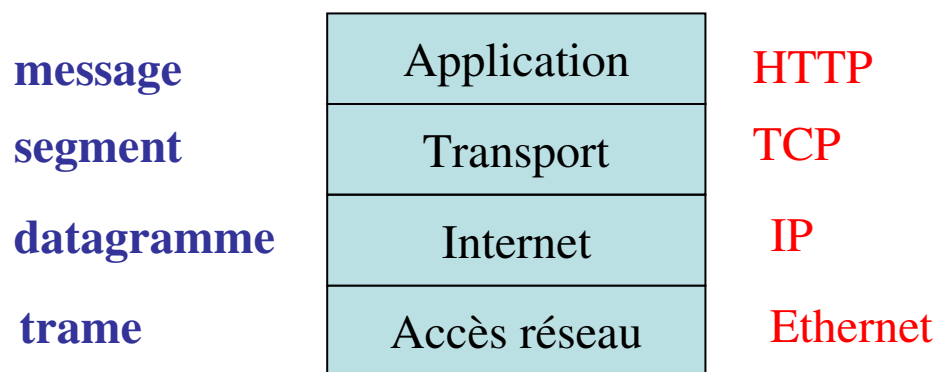 message Application HTTP
segment Transport TCP
datagramme Internet IP
trame Accès réseau Ethernet